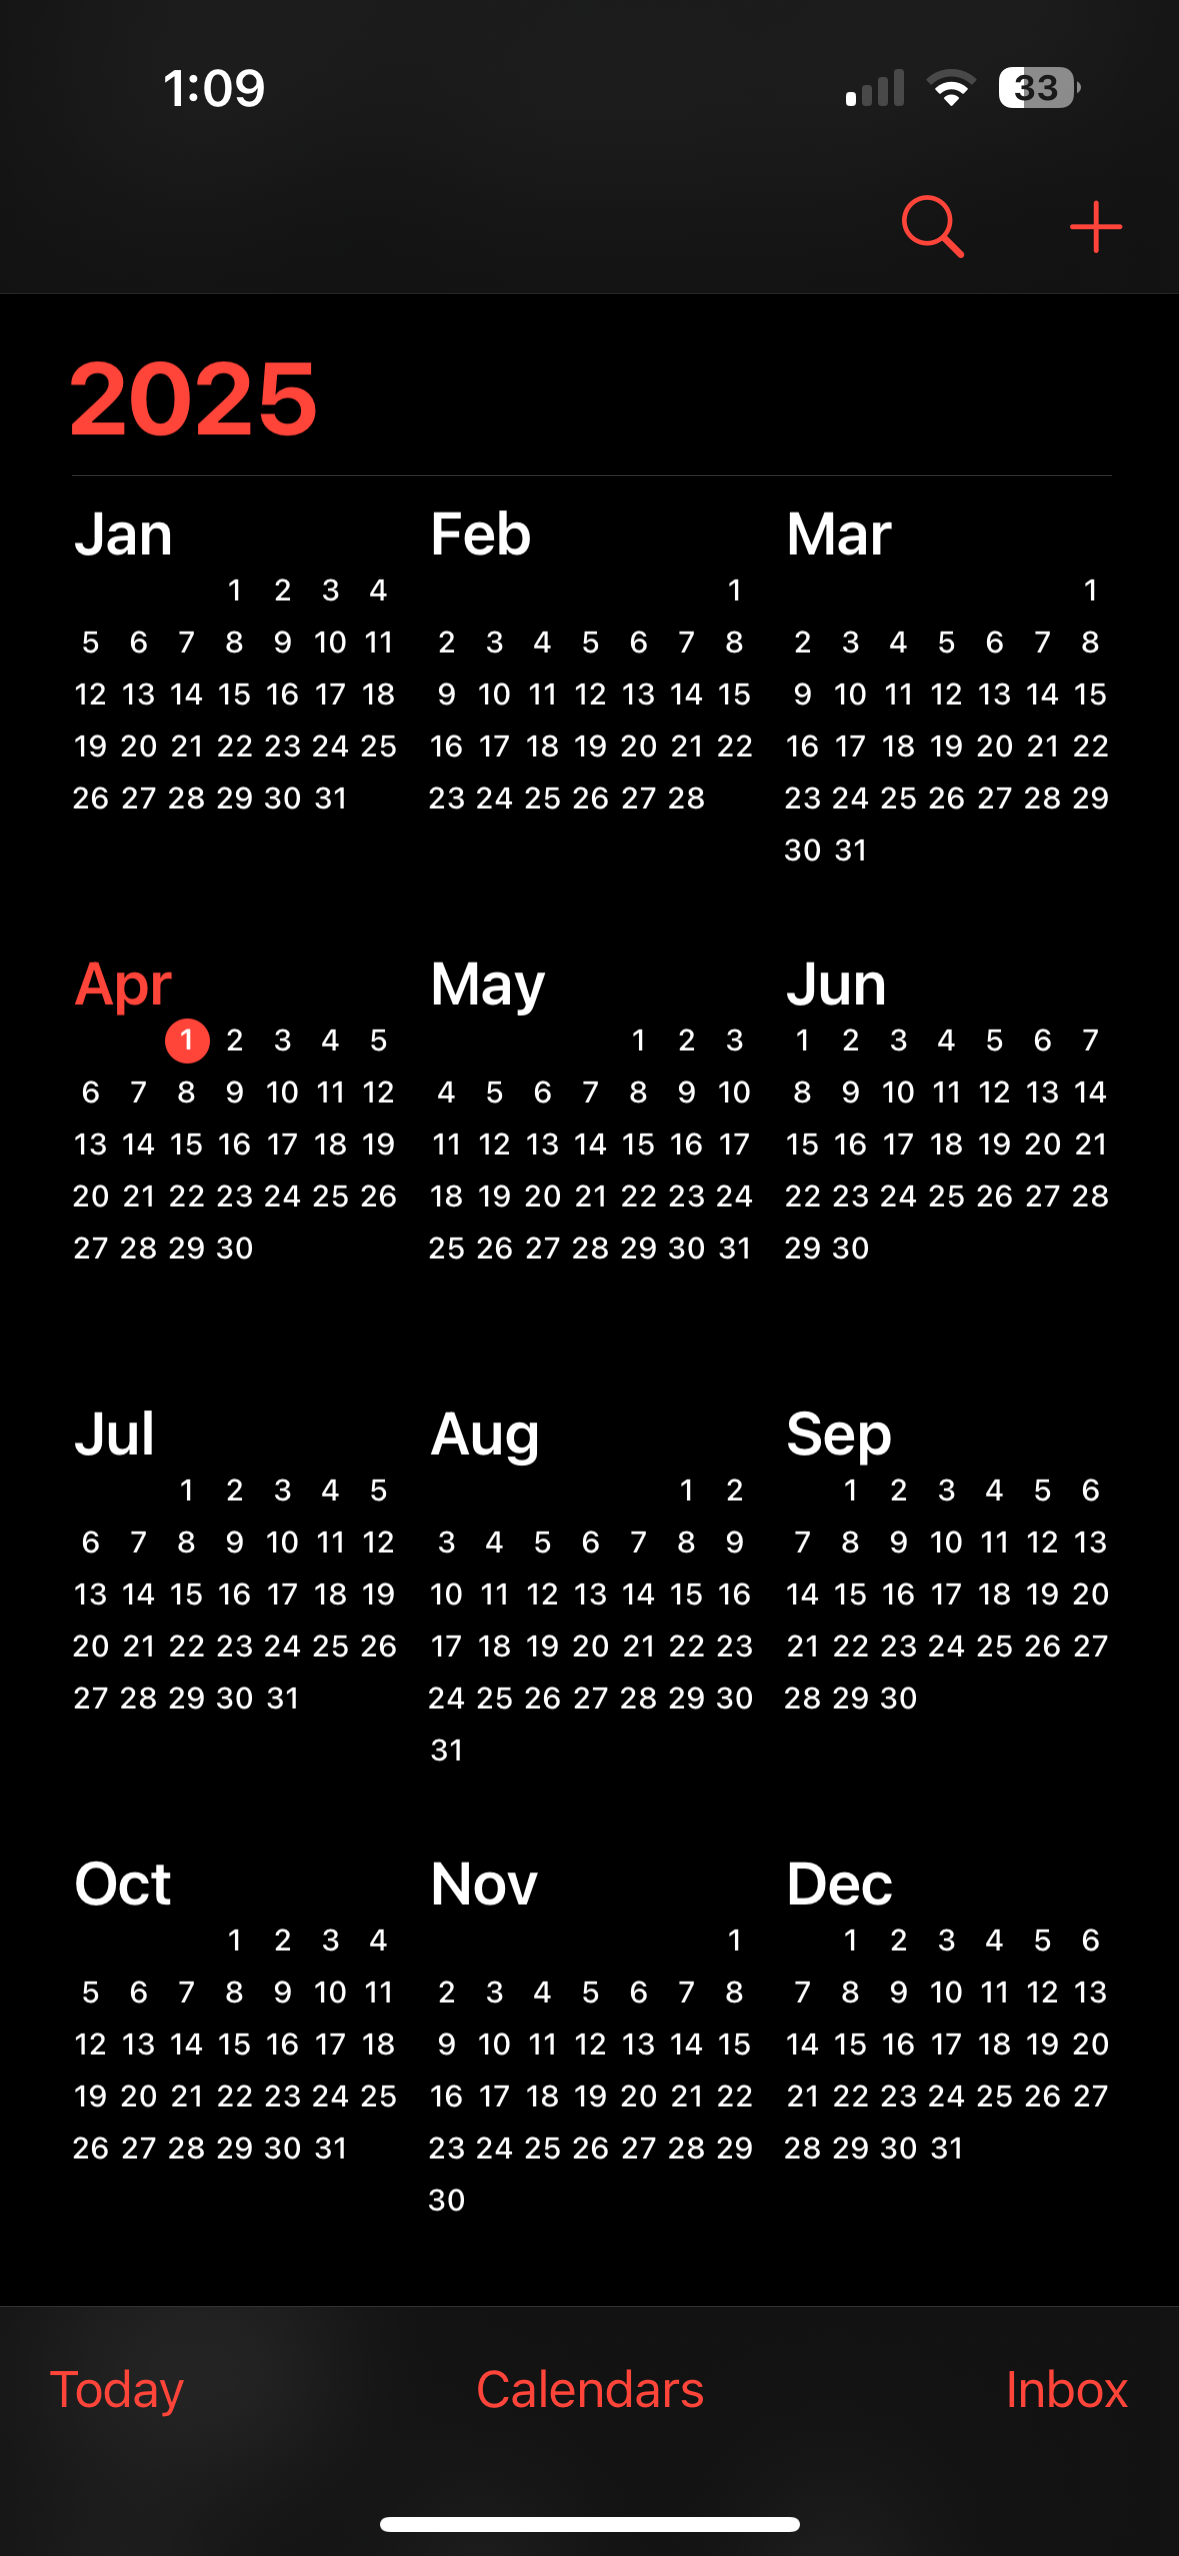 1:09
33
2025
Jan Feb Mar
1 2 3 4 1 1
5 6 7 8 9 10 11 2 3 4 5 6 7 8 2 3 4 5 6 7 8
12 13 14 15 16 17 18 9 10 11 12 13 14 15 9 10 11 12 13 14 15
19 20 21 22 23 24 25 16 17 18 19 20 21 22 16 17 18 19 20 21 22
26 27 28 29 30 31 23 24 25 26 27 28 23 24 25 26 27 28 29
30 31
Apr May Jun
1 2 3 4 5 1 2 3 1 2 3 4 5 6 7
6 7 8 9 10 11 12 4 5 6 7 8 9 10 8 9 10 11 12 13 14
13 14 15 16 17 18 19 11 12 13 14 15 16 17 15 16 17 18 19 20 21
20 21 22 23 24 25 26 18 19 20 21 22 23 24 22 23 24 25 26 27 28
27 28 29 30 25 26 27 28 29 30 31 29 30
Jul Aug Sep
1 2 3 4 5 1 2 1 2 3 4 5 6
6 7 8 9 10 11 12 3 4 5 6 7 8 9 7 8 9 10 11 12 13
13 14 15 16 17 18 19 10 11 12 13 14 15 16 14 15 16 17 18 19 20
20 21 22 23 24 25 26 17 18 19 20 21 22 23 21 22 23 24 25 26 27
27 28 29 30 31 24 25 26 27 28 29 30 28 29 30
31
Oct Nov Dec
1 2 3 4 1 1 2 3 4 5 6
5 6 7 8 9 10 11 2 3 4 5 6 7 8 7 8 9 10 11 12 13
12 13 14 15 16 17 18 9 10 11 12 13 14 15 14 15 16 17 18 19 20
19 20 21 22 23 24 25 16 17 18 19 20 21 22 21 22 23 24 25 26 27
26 27 28 29 30 31 23 24 25 26 27 28 29 28 29 30 31
30
Today Calendars Inbox